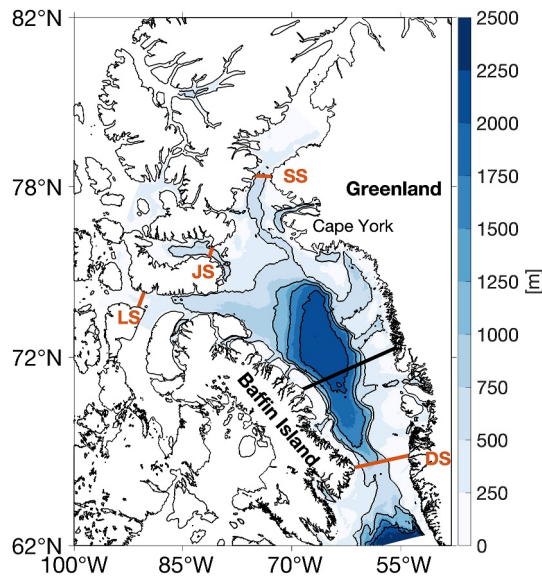 82°N
78°N
72°N
62°N
100°W
85°W
70°W
55°W
SS
Greenland
Cape York
JS
LS
Baffin Island
DS
2500
2250
2000
1750
1500
1250
1000
750
500
250
0
[m]